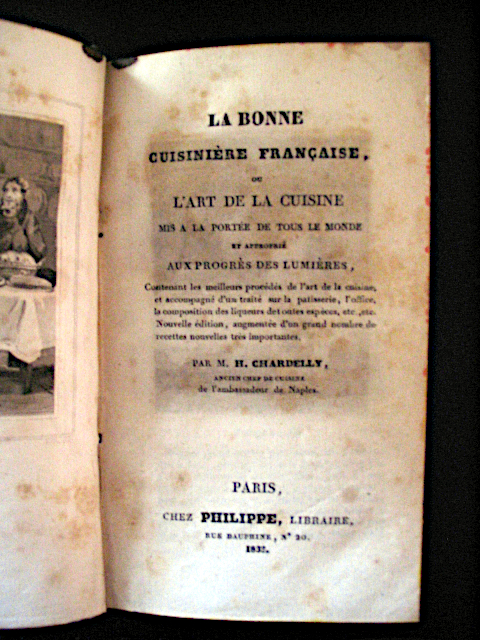 LA BONNE
CUISINIÈRE FRANÇAISE,
OU
L'ART DE LA CUISINE
MIS A LA PORTÉE DE TOUS LE MONDE
ET APPROPRIÉ
AUX PROGRÈS DES LUMIÈRES,
Contenant les meilleurs procédés de l'art de la cuisine,
et accompagné d'un traité sur la patisserie, l'office,
la composition des liqueurs de toutes espèces, etc., etc.
Nouvelle édition, augmentée d'un grand nombre de
recettes nouvelles très importantes.
PAR M. H. CHARDELLY,
ANCIEN CHEF DE CUISINE
de l'ambassadeur de Naples.
PARIS,
CHEZ PHILIPPE, LIBRAIRE,
RUE DAUPHINE, N° 20.
1832.